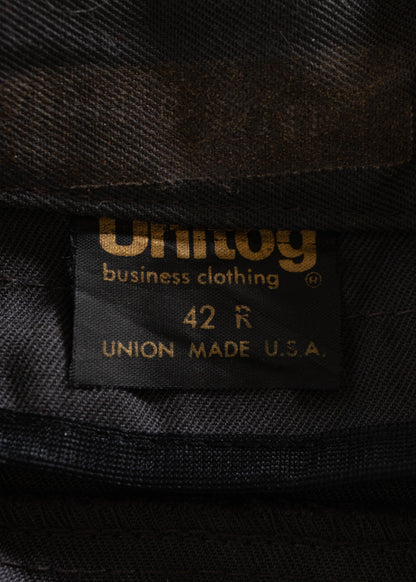 Unitog
business clothing ®
42 R
UNION MADE U.S.A.